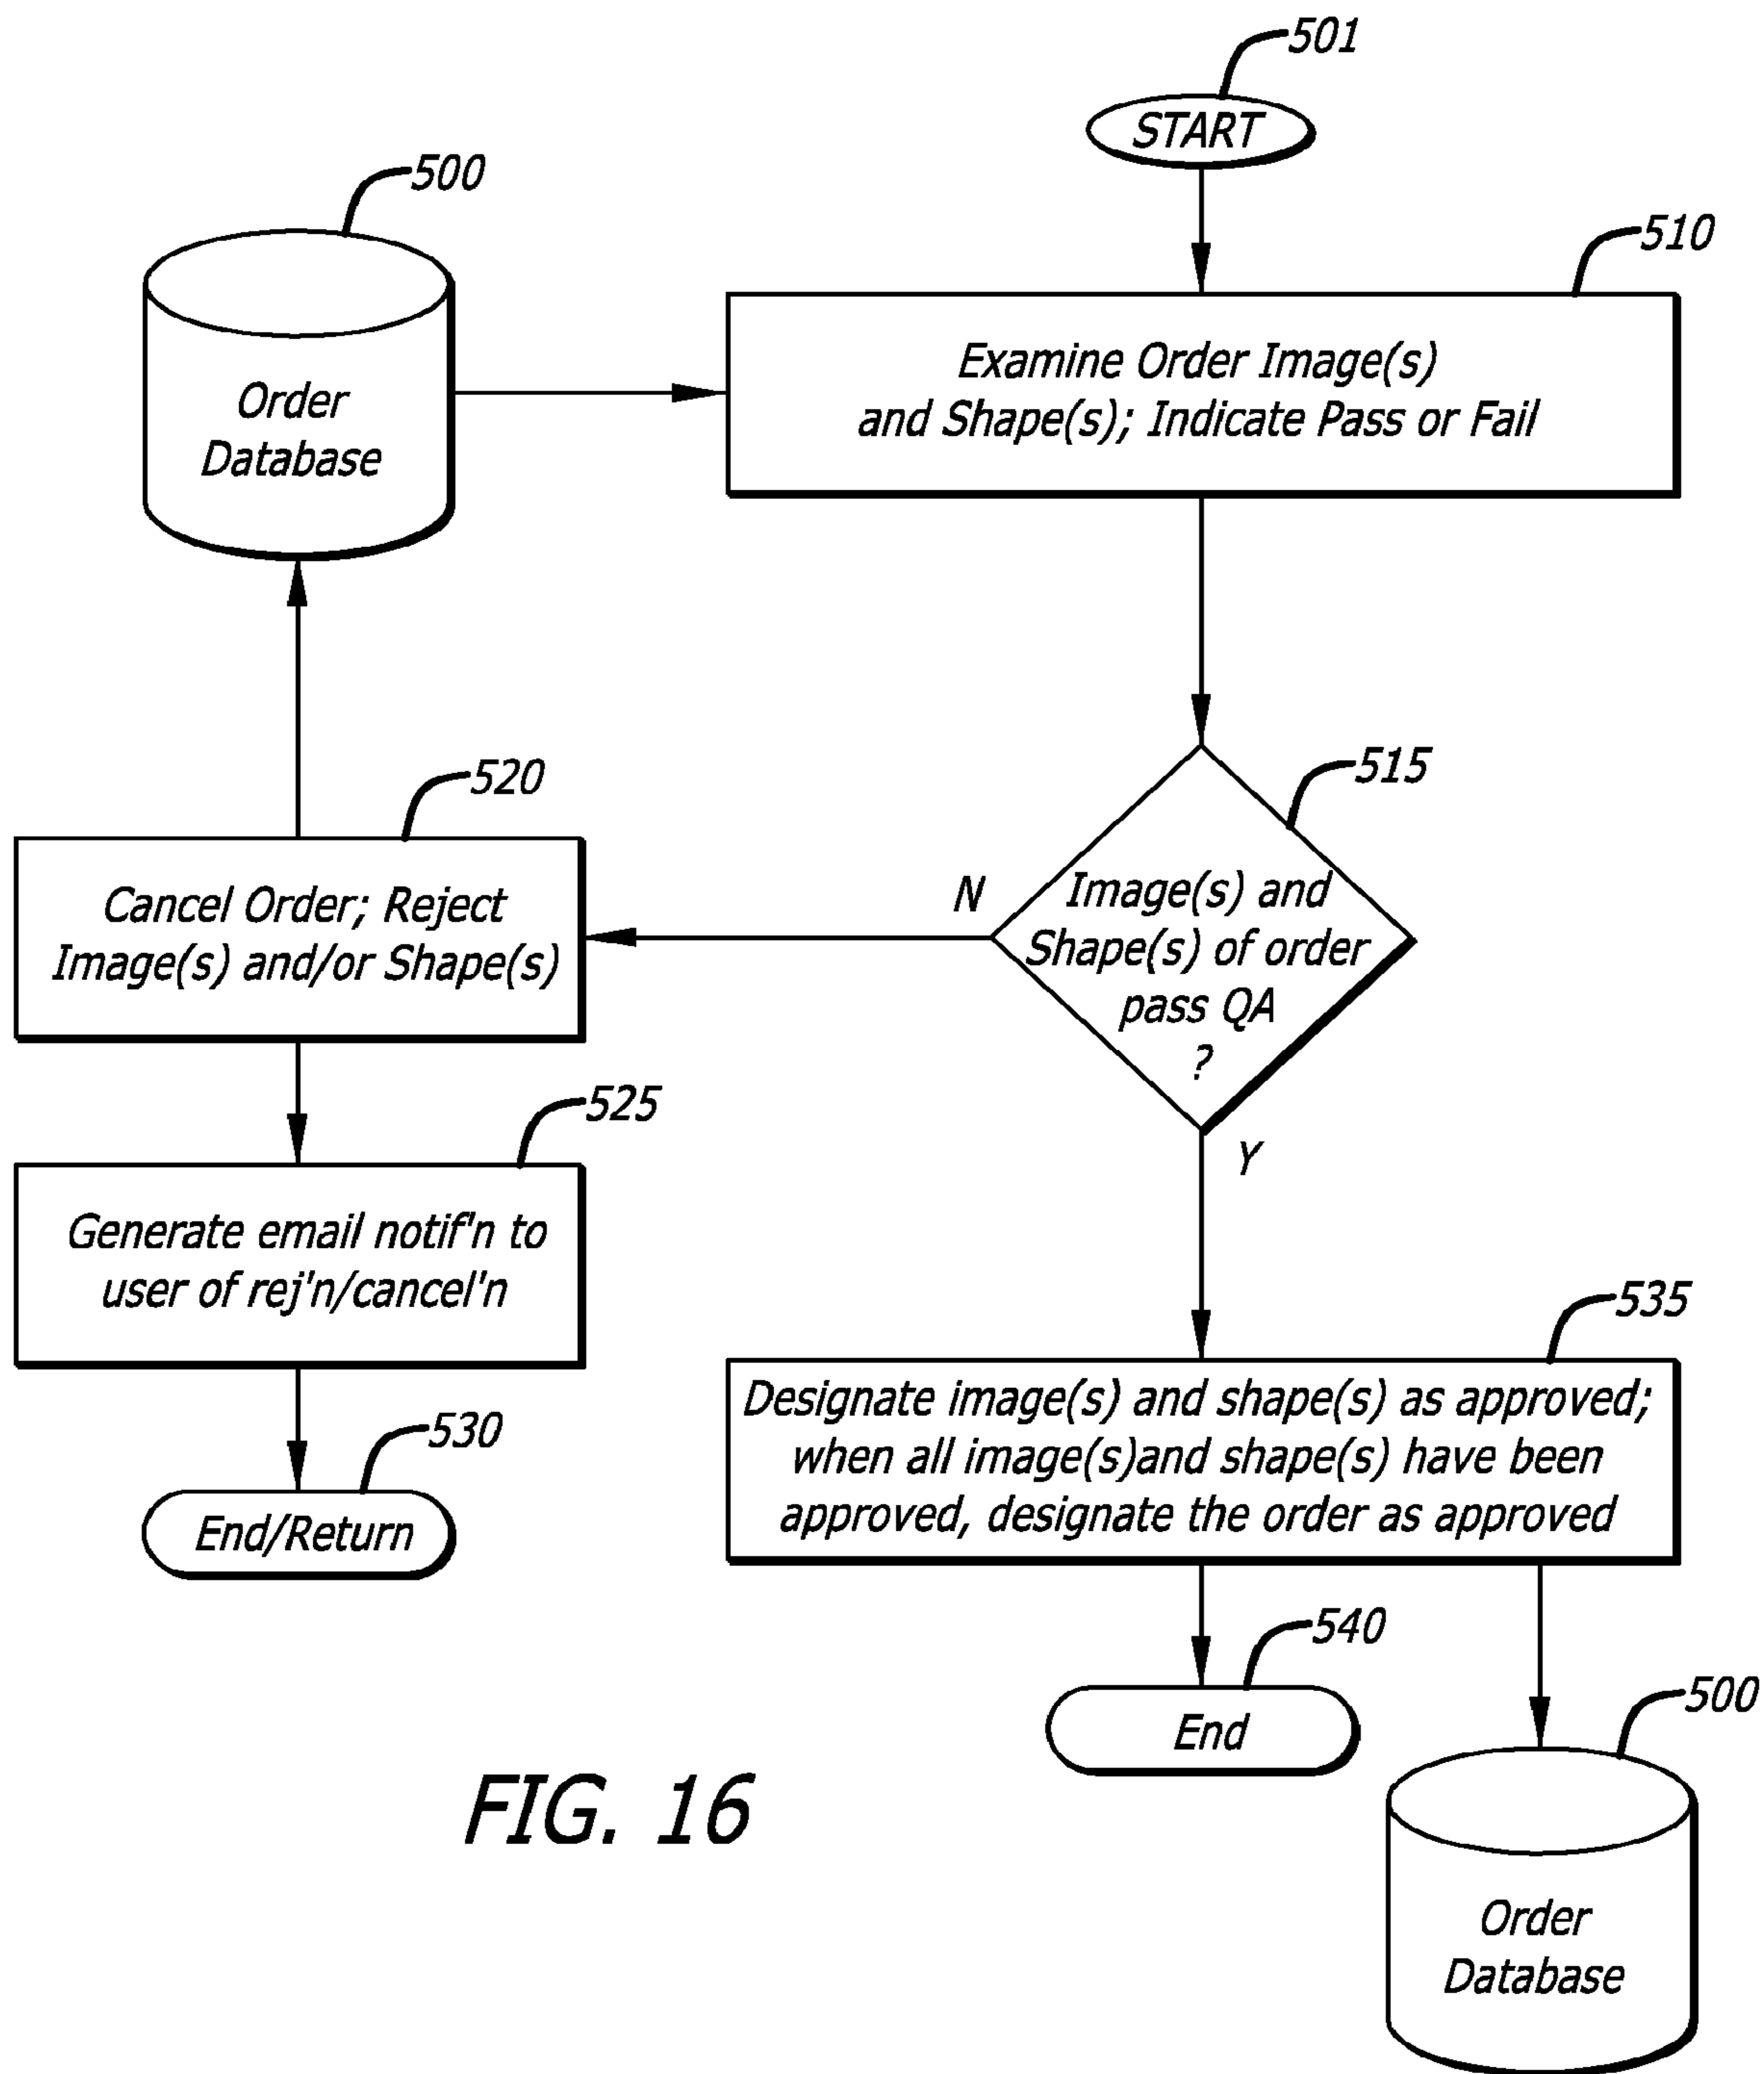 501
START
500
510
Order
Database
Examine Order Image(s)
and Shape(s); Indicate Pass or Fail
520
515
Cancel Order; Reject
Image(s) and/or Shape(s)
N
Image(s) and
Shape(s) of order
pass QA
?
Y
525
Generate email notif'n to
user of rej'n/cancel'n
535
Designate image(s) and shape(s) as approved;
when all image(s)and shape(s) have been
approved, designate the order as approved
530
End/Return
540
End
500
Order
Database
FIG. 16